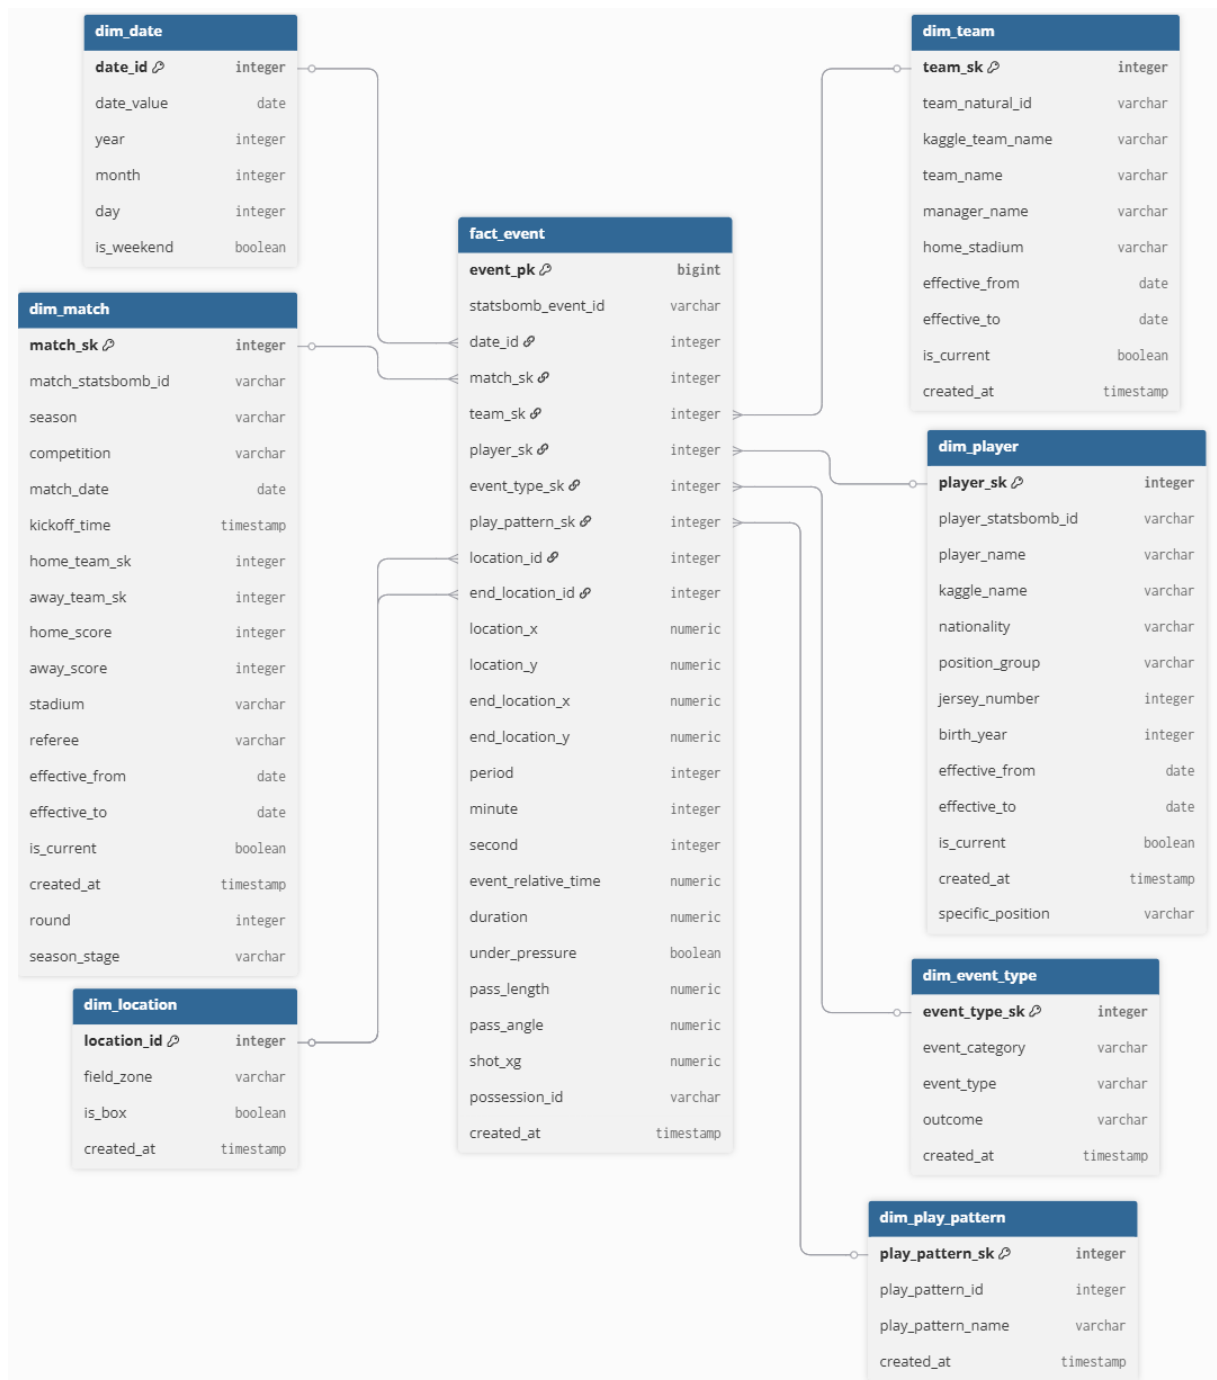 dim_date
date_id integer
date_value date
year integer
month integer
day integer
is_weekend boolean
dim_match
match_sk integer
match_statsbomb_id varchar
season varchar
competition varchar
match_date date
kickoff_time timestamp
home_team_sk integer
away_team_sk integer
home_score integer
away_score integer
stadium varchar
referee varchar
effective_from date
effective_to date
is_current boolean
created_at timestamp
round integer
season_stage varchar
dim_location
location_id integer
field_zone varchar
is_box boolean
created_at timestamp
fact_event
event_pk bigint
statsbomb_event_id varchar
date_id integer
match_sk integer
team_sk integer
player_sk integer
event_type_sk integer
play_pattern_sk integer
location_id integer
end_location_id integer
location_x numeric
location_y numeric
end_location_x numeric
end_location_y numeric
period integer
minute integer
second integer
event_relative_time numeric
duration numeric
under_pressure boolean
pass_length numeric
pass_angle numeric
shot_xg numeric
possession_id varchar
created_at timestamp
dim_team
team_sk integer
team_natural_id varchar
kaggle_team_name varchar
team_name varchar
manager_name varchar
home_stadium varchar
effective_from date
effective_to date
is_current boolean
created_at timestamp
dim_player
player_sk integer
player_statsbomb_id varchar
player_name varchar
kaggle_name varchar
nationality varchar
position_group varchar
jersey_number integer
birth_year integer
effective_from date
effective_to date
is_current boolean
created_at timestamp
specific_position varchar
dim_event_type
event_type_sk integer
event_category varchar
event_type varchar
outcome varchar
created_at timestamp
dim_play_pattern
play_pattern_sk integer
play_pattern_id integer
play_pattern_name varchar
created_at timestamp